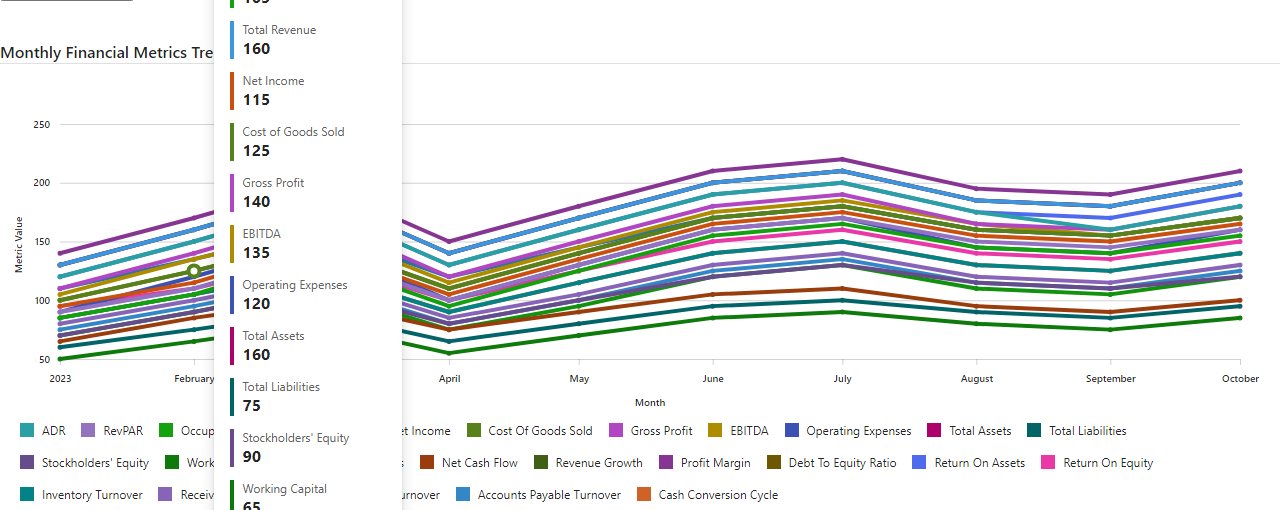 Total Revenue
160
Monthly Financial Metrics Tre
Net Income
115
Cost of Goods Sold
125
Gross Profit
140
EBITDA
135
Operating Expenses
120
Total Assets
160
Total Liabilities
75
Stockholders' Equity
90
Working Capital
65
250
200
150
100
50
Metric Value
2023
February
April
May
June
July
August
September
October
Month
ADR
RevPAR
Occup
et Income
Cost Of Goods Sold
Gross Profit
EBITDA
Operating Expenses
Total Assets
Total Liabilities
Stockholders' Equity
Work
s
Net Cash Flow
Revenue Growth
Profit Margin
Debt To Equity Ratio
Return On Assets
Return On Equity
Inventory Turnover
Receiv
urnover
Accounts Payable Turnover
Cash Conversion Cycle